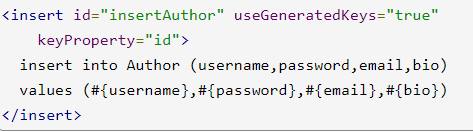 <insert id="insertAuthor" useGeneratedKeys="true"
keyProperty="id">
insert into Author (username,password,email,bio)
values (#{username},#{password},#{email},#{bio})
</insert>